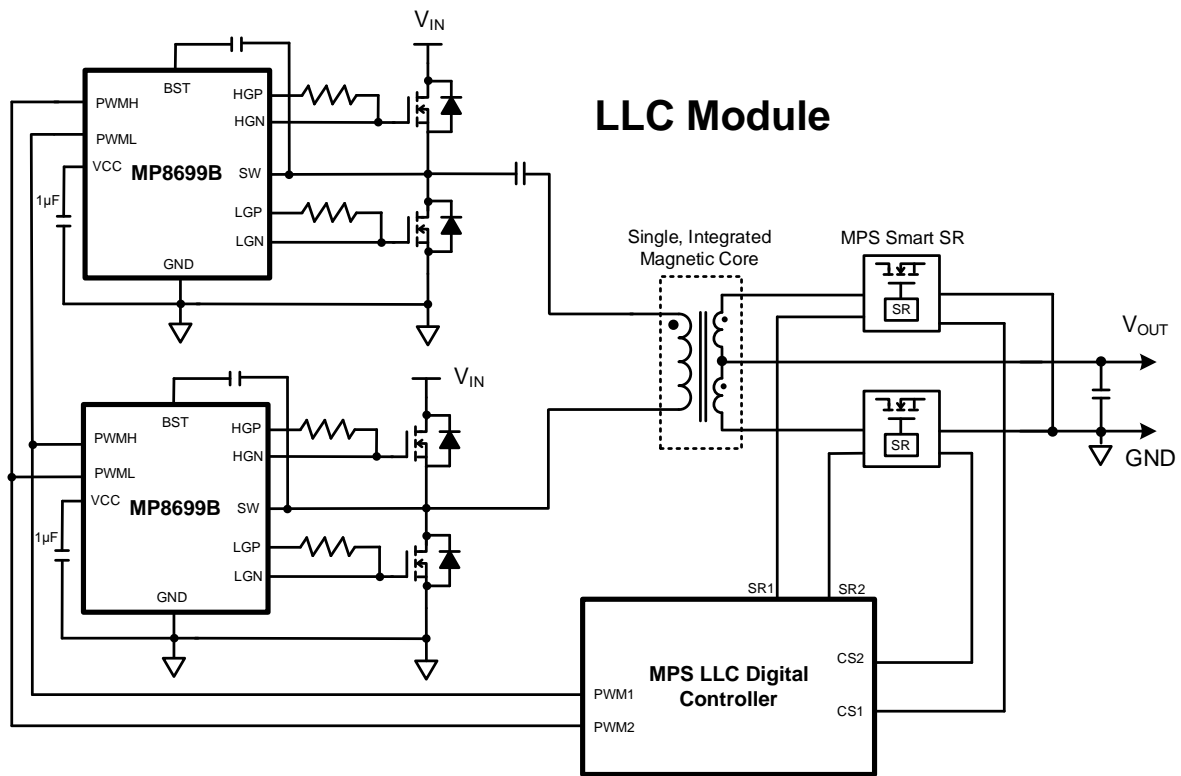 LLC Module
VIN
BST
PWMH
HGP
HGN
PWML
VCC
MP8699B
SW
1µF
LGP
LGN
GND
Single, Integrated
Magnetic Core
MPS Smart SR
SR
VOUT
SR
GND
VIN
BST
HGP
PWMH
HGN
PWML
VCC
MP8699B
SW
1µF
LGP
LGN
GND
SR1
SR2
MPS LLC Digital
Controller
CS2
CS1
PWM1
PWM2